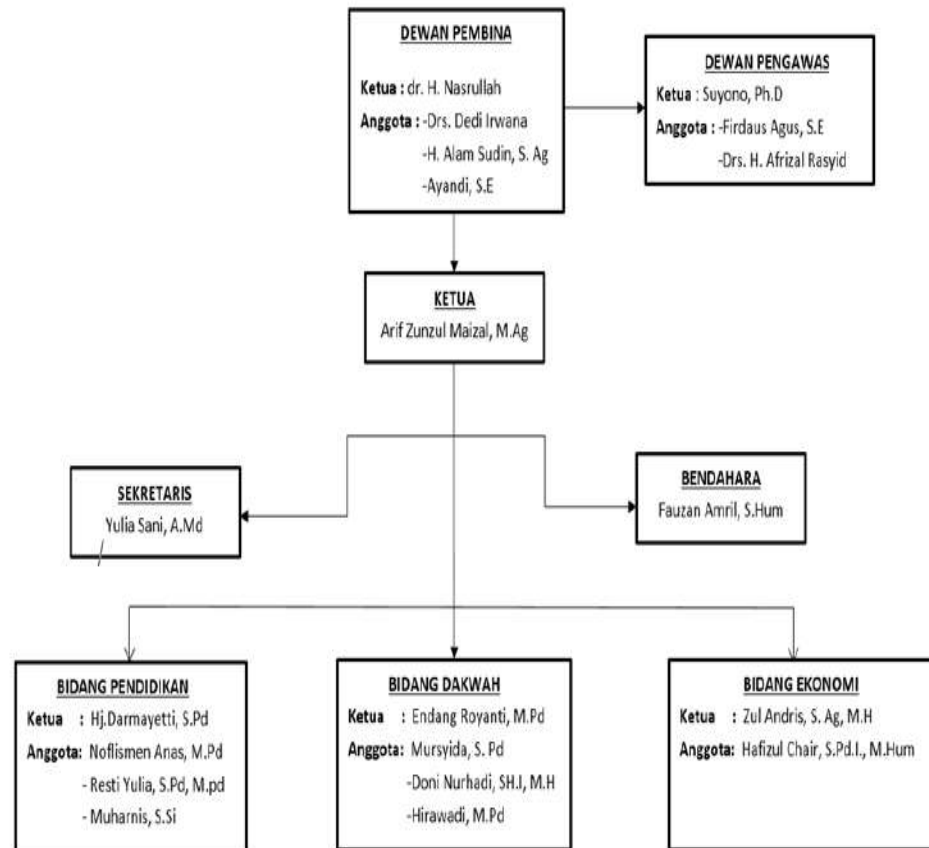 DEWAN PEMBINA
Ketua : dr. H. Nasrullah
Anggota : -Drs. Dedi Irwana
-H. Alam Sudin, S. Ag
-Ayandi, S.E
DEWAN PENGAWAS
Ketua : Suyono, Ph.D
Anggota : -Firdaus Agus, S.E
-Drs. H. Afrizal Rasyid
KETUA
Arif Zunzul Maizal, M.Ag
SEKRETARIS
Yulia Sani, A.Md
BENDAHARA
Fauzan Amril, S.Hum
BIDANG PENDIDIKAN
Ketua : Hj.Darmayetti, S.Pd
Anggota: Noflismen Anas, M.Pd
- Resti Yulia, S.Pd, M.pd
- Muharnis, S.Si
BIDANG DAKWAH
Ketua : Endang Royanti, M.Pd
Anggota: Mursyida, S. Pd
-Doni Nurhadi, SH.I, M.H
-Hirawadi, M.Pd
BIDANG EKONOMI
Ketua : Zul Andris, S. Ag, M.H
Anggota: Hafizul Chair, S.Pd.I., M.Hum